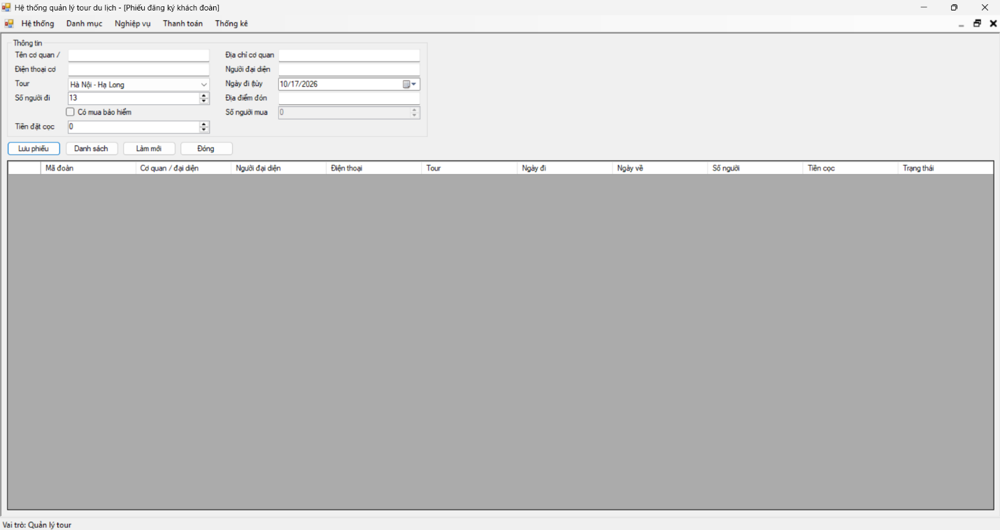 Hệ thống quản lý tour du lịch - [Phiếu đăng ký khách đoàn]
Hệ thống Danh mục Nghiệp vụ Thanh toán Thống kê
Thông tin
Tên cơ quan / Địa chỉ cơ quan
Điện thoại cơ Người đại diện
Tour Hà Nội - Hạ Long Ngày đi (tùy 10/17/2026
Số người đi 13 Địa điểm đón
Có mua bảo hiểm Số người mua 0
Tiền đặt cọc 0
Lưu phiếu Danh sách Làm mới Đóng
Mã đoàn Cơ quan / đại diện Người đại diện Điện thoại Tour Ngày đi Ngày về Số người Tiền cọc Trạng thái
Vai trò: Quản lý tour